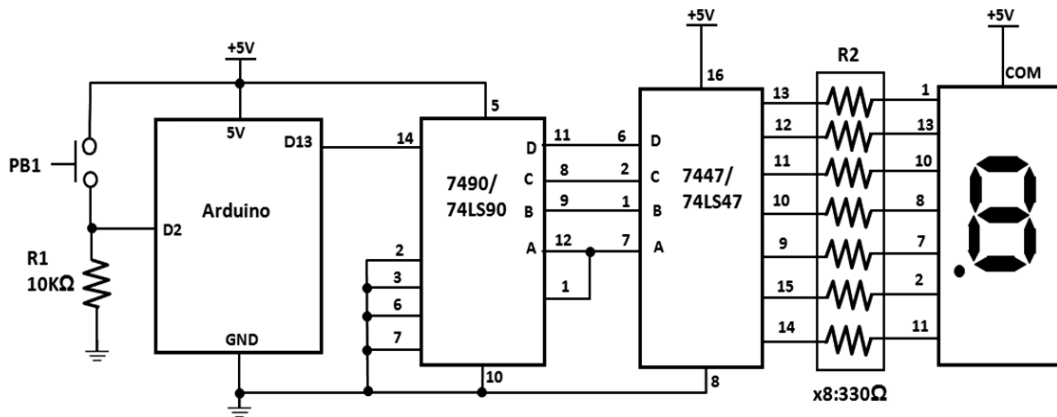 +5V
+5V
+5V
R2
COM
16
5
13
1
5V
D13
14
D
11
6
D
12
13
PB1
7490/
74LS90
C
8
2
C
7447/
74LS47
11
10
Arduino
B
9
1
B
10
8
D2
A
12
7
A
9
7
R1
10KΩ
2
3
1
15
2
6
7
14
11
GND
10
8
x8:330Ω